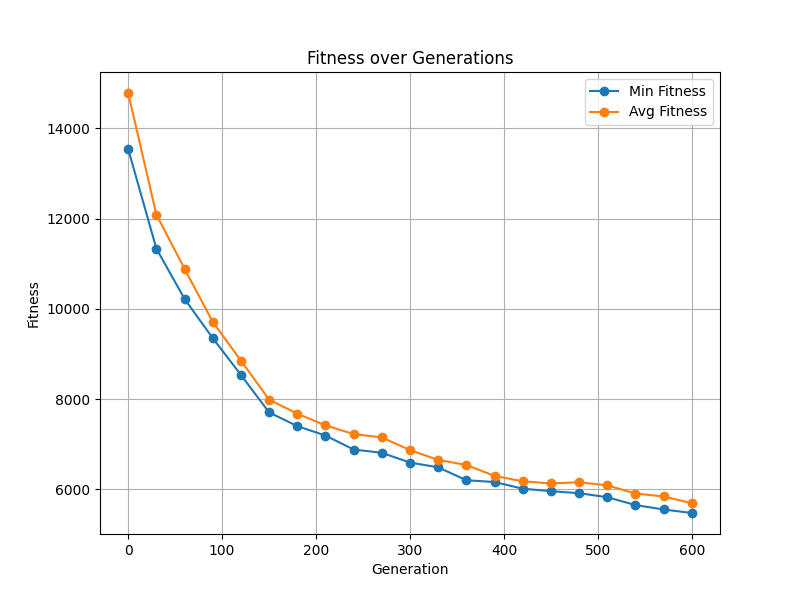 Fitness over Generations
Min Fitness
Avg Fitness
14000
12000
10000
8000
6000
Fitness
0 100 200 300 400 500 600
Generation